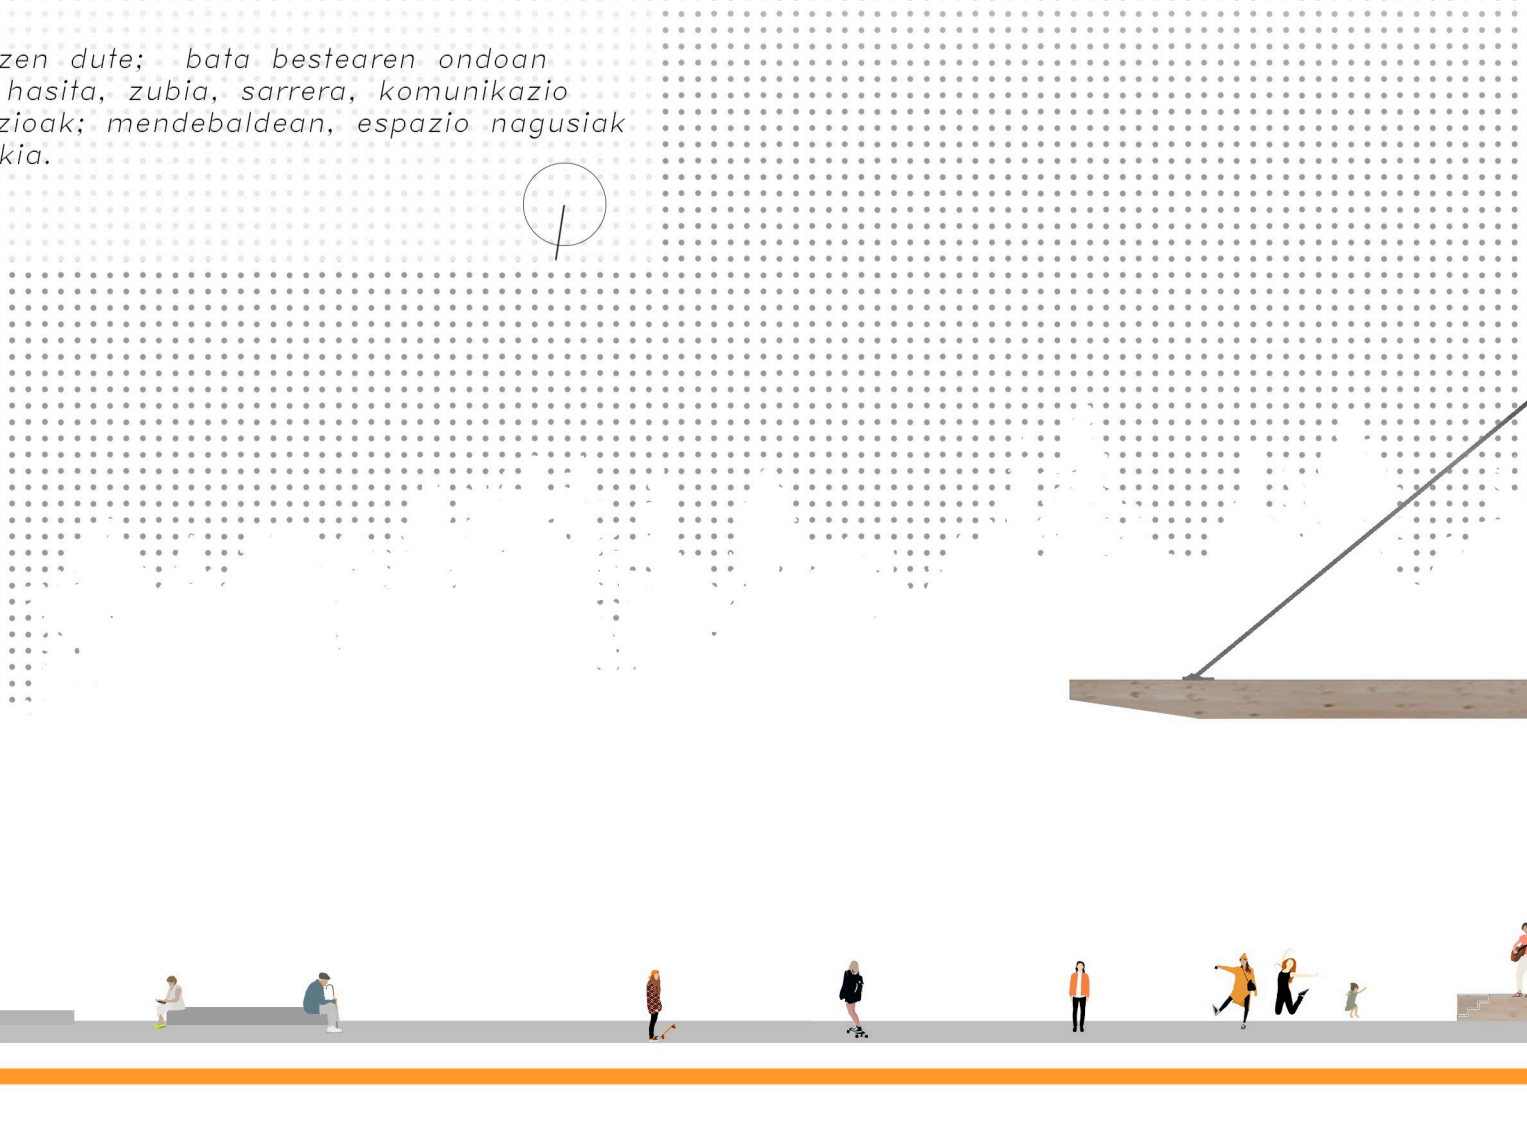 zen dute; bata bestearen ondoan
hasita, zubia, sarrera, komunikazio
zioak; mendebaldean, espazio nagusiak
kia.